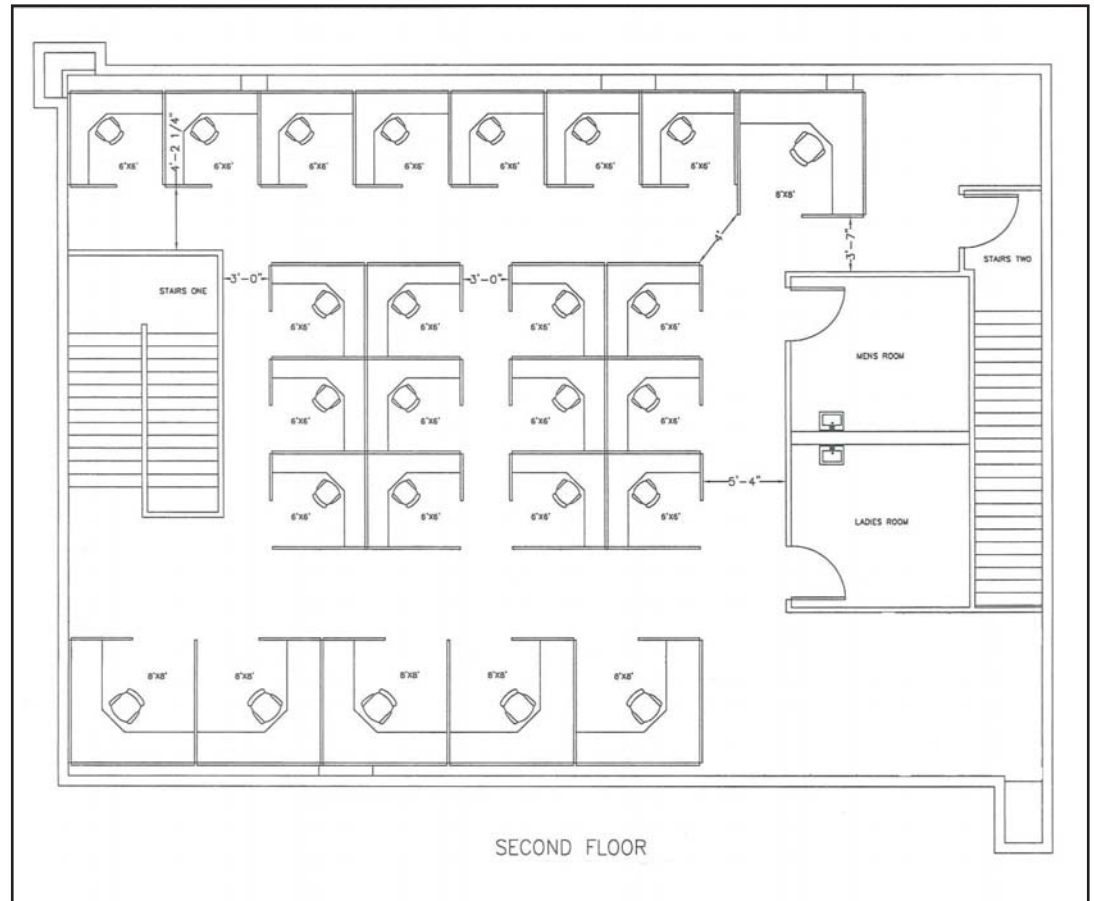 4'-2 1/4"
6"X6'
6"X6'
6"X6'
6"X6'
6"X6'
6"X6'
6"X6'
8"X8'
4'
3'-7"
STAIRS TWO
STAIRS ONE
3'-0"
3'-0"
6"X6'
6"X6'
6"X6'
6"X6'
MENS ROOM
6"X6'
6"X6'
6"X6'
6"X6'
5'-4"
6"X6'
6"X6'
6"X6'
6"X6'
LADIES ROOM
8"X8'
8"X8'
8"X8'
8"X8'
8"X8'
SECOND FLOOR